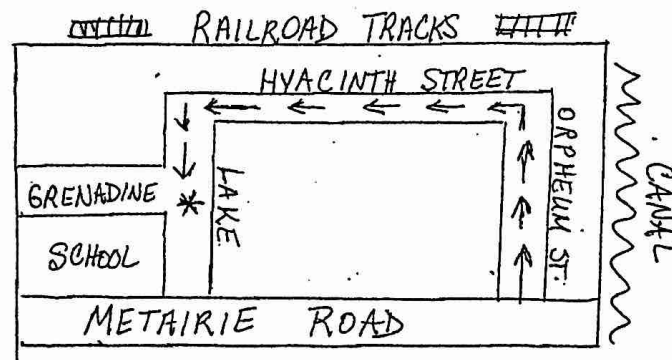 RAILROAD TRACKS
HYACINTH STREET
ORPHEUM ST.
CANAL
GRENADINE
LAKE
SCHOOL
METAIRIE ROAD